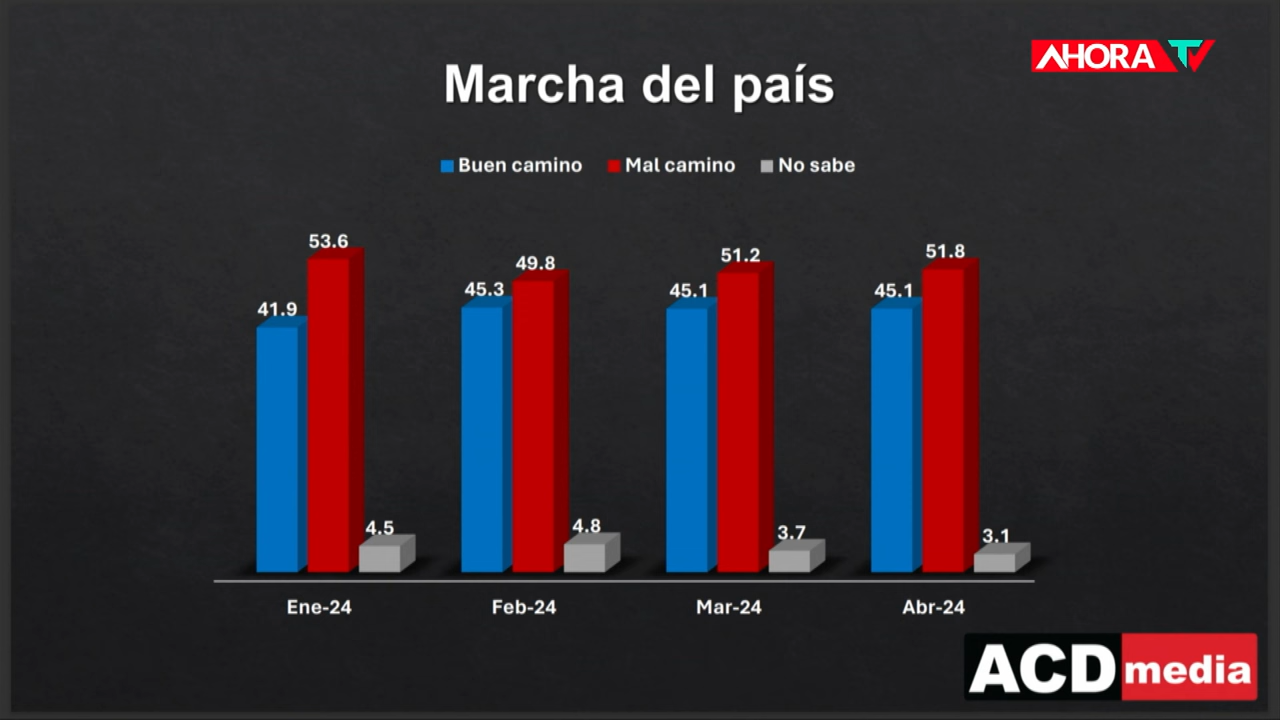 AHORA TV
Marcha del país
Buen camino Mal camino No sabe
41.9 53.6 4.5 45.3 49.8 4.8 45.1 51.2 3.7 45.1 51.8 3.1
Ene-24 Feb-24 Mar-24 Abr-24
ACD media